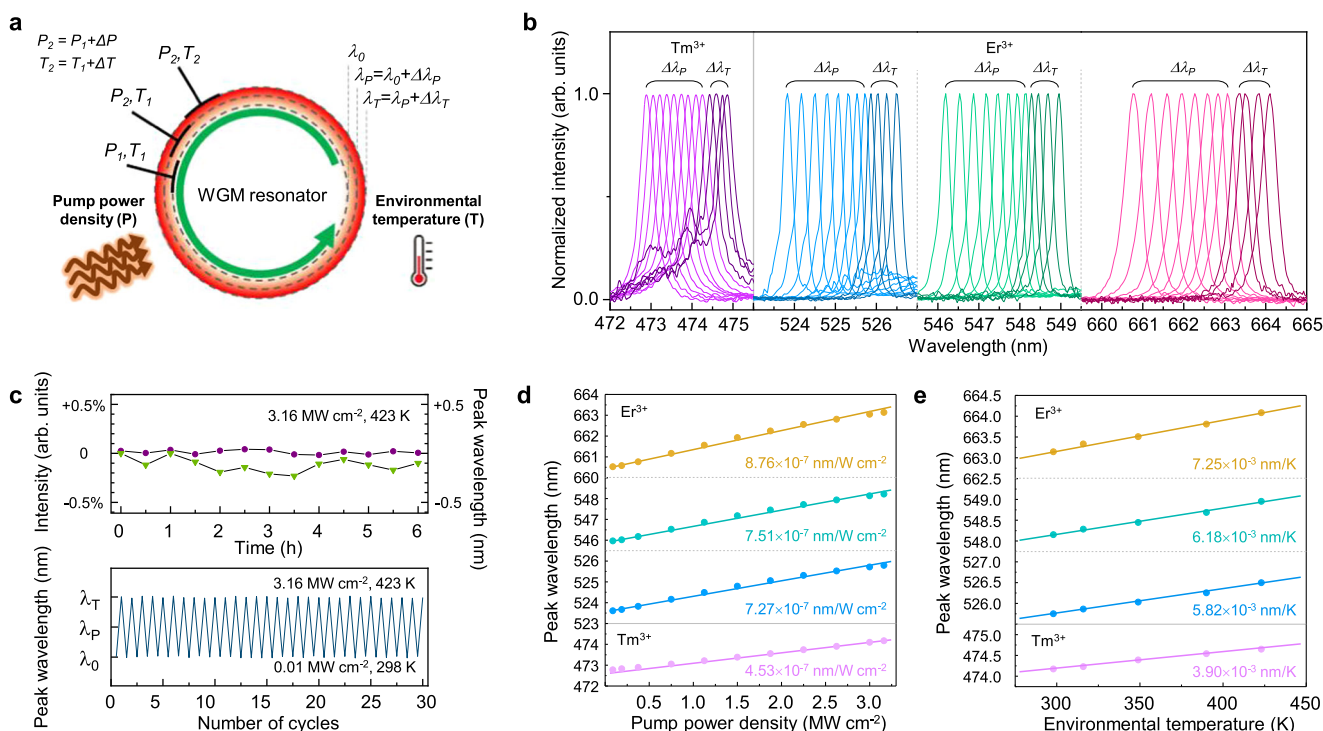 a
P₂ = P₁+ΔP
T₂ = T₁+ΔT
P₂,T₂
P₂,T₁
P₁,T₁
λ₀
λP=λ₀+ΔλP
λT=λP+ΔλT
WGM resonator
Pump power
density (P)
Environmental
temperature (T)
b
Normalized intensity (arb. units)
1.0
0.0
Tm³⁺
Er³⁺
ΔλP ΔλT ΔλP ΔλT ΔλP ΔλT ΔλP ΔλT
472 473 474 475 524 525 526 546 547 548 549 660 661 662 663 664 665
Wavelength (nm)
c
Intensity (arb. units)
+0.5%
0
-0.5%
3.16 MW cm⁻², 423 K
+0.5
0
-0.5
Peak wavelength (nm)
0 1 2 3 4 5 6
Time (h)
Peak wavelength (nm)
λT
λP
λ₀
3.16 MW cm⁻², 423 K
0.01 MW cm⁻², 298 K
0 5 10 15 20 25 30
Number of cycles
d
Peak wavelength (nm)
664
663
662
661
660
548
547
546
526
525
524
523
474
473
472
Er³⁺
8.76×10⁻⁷ nm/W cm⁻²
7.51×10⁻⁷ nm/W cm⁻²
7.27×10⁻⁷ nm/W cm⁻²
Tm³⁺
4.53×10⁻⁷ nm/W cm⁻²
0.5 1.0 1.5 2.0 2.5 3.0
Pump power density (MW cm⁻²)
e
Peak wavelength (nm)
664.5
664.0
663.5
663.0
662.5
549.0
548.5
548.0
527.0
526.5
526.0
475.0
474.5
474.0
Er³⁺
7.25×10⁻³ nm/K
6.18×10⁻³ nm/K
5.82×10⁻³ nm/K
Tm³⁺
3.90×10⁻³ nm/K
300 350 400 450
Environmental temperature (K)